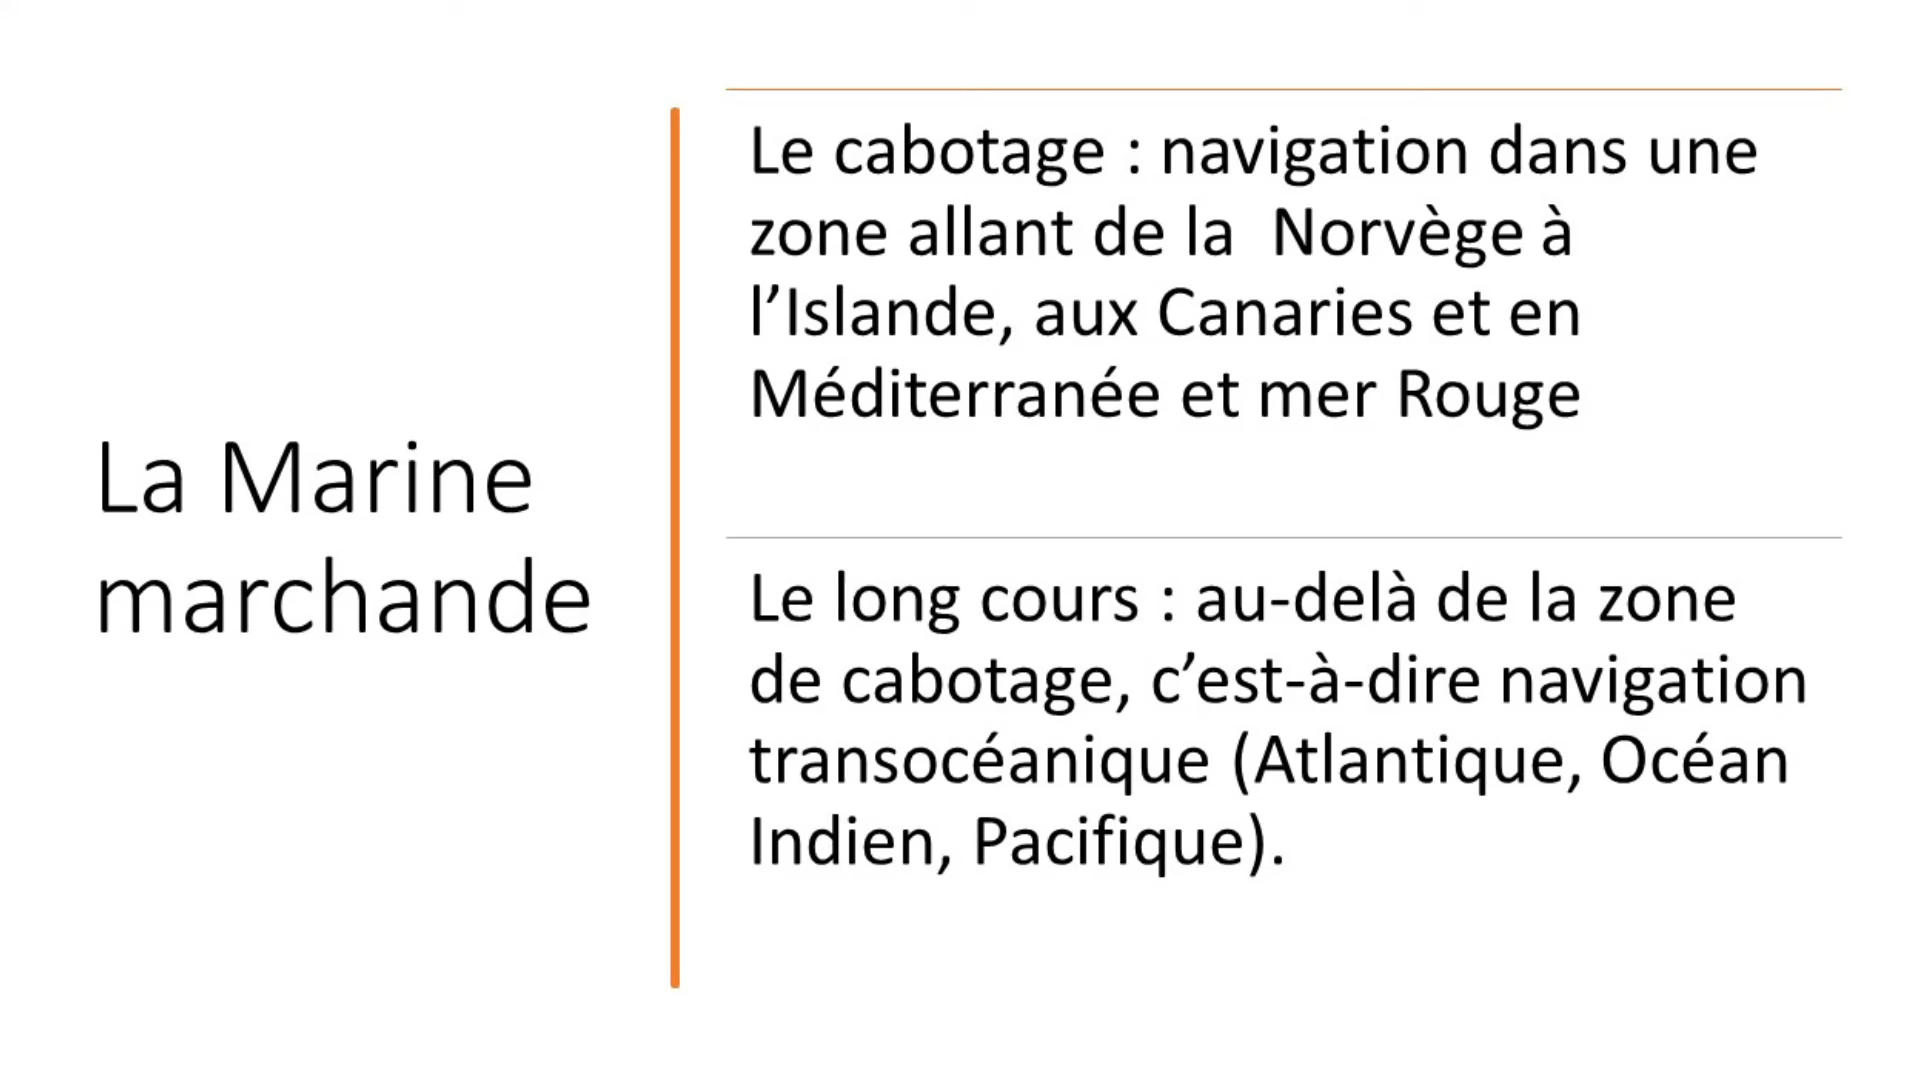 La Marine
marchande
Le cabotage : navigation dans une
zone allant de la  Norvège à
l’Islande, aux Canaries et en
Méditerranée et mer Rouge
Le long cours : au-delà de la zone
de cabotage, c’est-à-dire navigation
transocéanique (Atlantique, Océan
Indien, Pacifique).